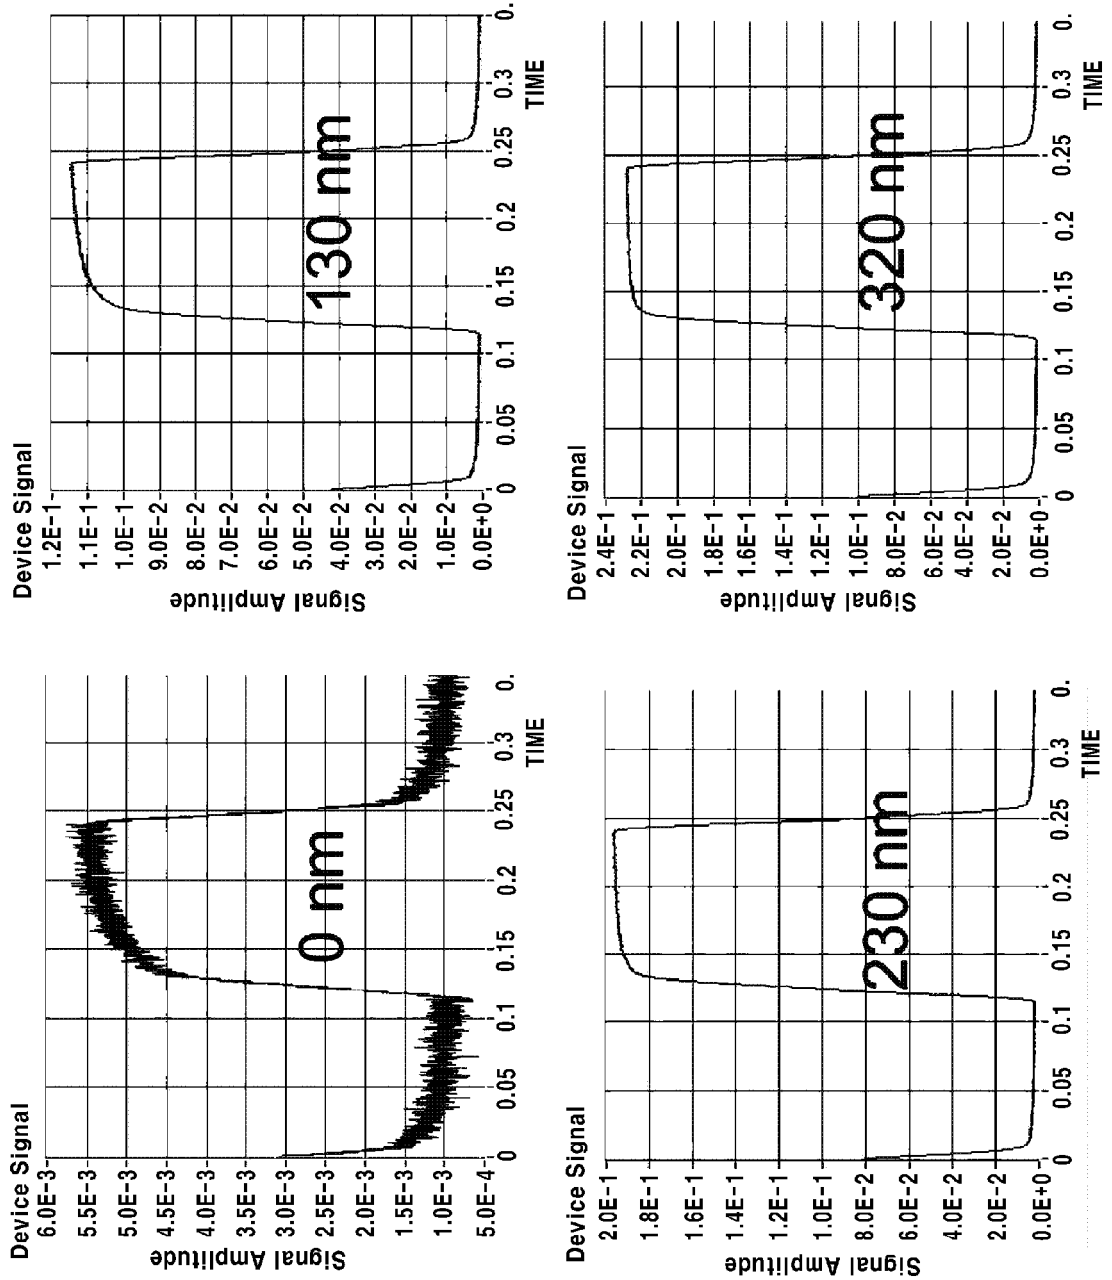 Device Signal
Signal Amplitude
6.0E-3
5.5E-3
5.0E-3
4.5E-3
4.0E-3
3.5E-3
3.0E-3
2.5E-3
2.0E-3
1.5E-3
1.0E-3
5.0E-4
0 nm
0
0.05
0.1
0.15
0.2
0.25
0.3
0.
TIME
Device Signal
Signal Amplitude
1.2E-1
1.1E-1
1.0E-1
9.0E-2
8.0E-2
7.0E-2
6.0E-2
5.0E-2
4.0E-2
3.0E-2
2.0E-2
1.0E-2
0.0E+0
130 nm
0
0.05
0.1
0.15
0.2
0.25
0.3
0.
TIME
Device Signal
Signal Amplitude
2.0E-1
1.8E-1
1.6E-1
1.4E-1
1.2E-1
1.0E-1
8.0E-2
6.0E-2
4.0E-2
2.0E-2
0.0E+0
230 nm
0
0.05
0.1
0.15
0.2
0.25
0.3
0.
TIME
Device Signal
Signal Amplitude
2.4E-1
2.2E-1
2.0E-1
1.8E-1
1.6E-1
1.4E-1
1.2E-1
1.0E-1
8.0E-2
6.0E-2
4.0E-2
2.0E-2
0.0E+0
320 nm
0
0.05
0.1
0.15
0.2
0.25
0.3
0.
TIME